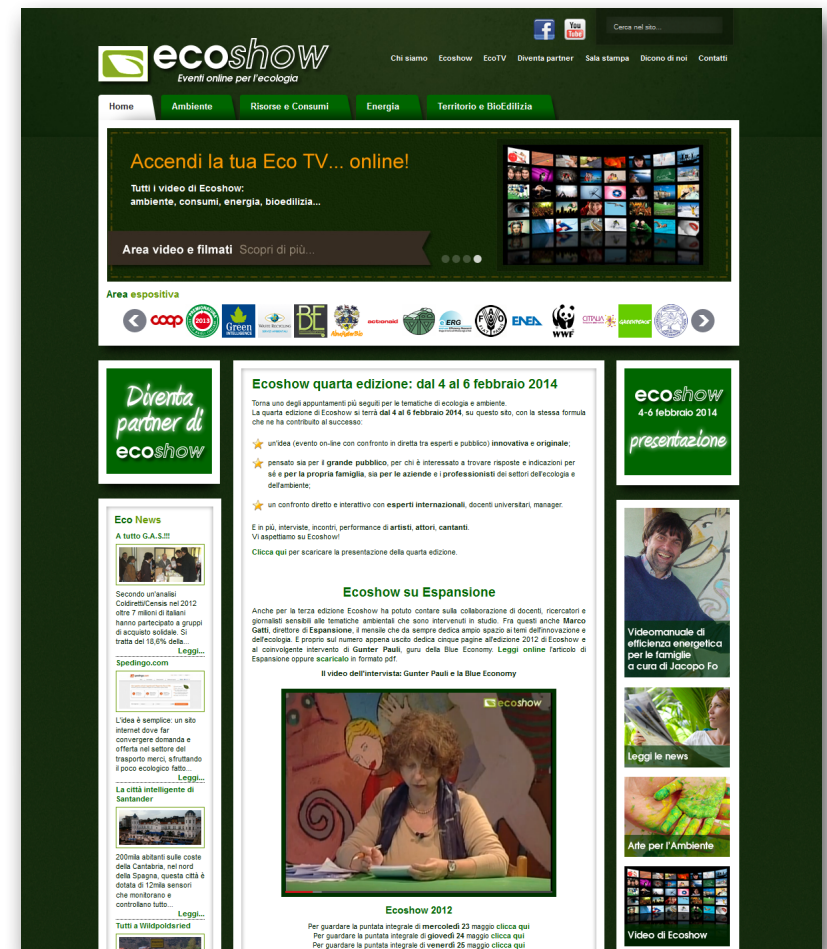 Cerca nel sito...
ecoshow
Eventi online per l'ecologia
Chi siamo Ecoshow EcoTV Diventa partner Sala stampa Dicono di noi Contatti
Home Ambiente Risorse e Consumi Energia Territorio e BioEdilizia
Accendi la tua Eco TV... online!
Tutti i video di Ecoshow:
ambiente, consumi, energia, bioedilizia...
Area video e filmati Scopri di più...
Area espositiva
coop
2013
Green
INTELLIGENCE
BE
actionaid
eERG
FAO
ENEA
WWF
GREENPEACE
Diventa
partner di
ecoshow
Eco News
A tutto G.A.S.!!!
Secondo un'analisi
Coldiretti/Censis nel 2012
oltre 7 milioni di italiani
hanno partecipato a gruppi
di acquisto solidale. Si
tratta del 18,6% della...
Leggi...
Spedingo.com
L'idea è semplice: un sito
internet dove far
convergere domanda e
offerta nel settore del
trasporto merci, sfruttando
il poco ecologico fatto...
Leggi...
La città intelligente di
Santander
200mila abitanti sulle coste
della Cantabria, nel nord
della Spagna, questa città è
dotata di 12mila sensori
che monitorano e
controllano tutto...
Leggi...
Tutti a Wildpoldsried
Ecoshow quarta edizione: dal 4 al 6 febbraio 2014
Torna uno degli appuntamenti più seguiti per le tematiche di ecologia e ambiente.
La quarta edizione di Ecoshow si terrà dal 4 al 6 febbraio 2014, su questo sito, con la stessa formula
che ne ha contribuito al successo:
un'idea (evento on-line con confronto in diretta tra esperti e pubblico) innovativa e originale;
pensato sia per il grande pubblico, per chi è interessato a trovare risposte e indicazioni per
sé e per la propria famiglia, sia per le aziende e i professionisti dei settori dell'ecologia e
dell'ambiente;
un confronto diretto e interattivo con esperti internazionali, docenti universitari, manager.
E in più, interviste, incontri, performance di artisti, attori, cantanti.
Vi aspettiamo su Ecoshow!
Clicca qui per scaricare la presentazione della quarta edizione.
Ecoshow su Espansione
Anche per la terza edizione Ecoshow ha potuto contare sulla collaborazione di docenti, ricercatori e
giornalisti sensibili alle tematiche ambientali che sono intervenuti in studio. Fra questi anche Marco
Gatti, direttore di Espansione, il mensile che da sempre dedica ampio spazio ai temi dell'innovazione e
dell'ecologia. E proprio sul numero appena uscito dedica cinque pagine all'edizione 2012 di Ecoshow e
al coinvolgente intervento di Gunter Pauli, guru della Blue Economy. Leggi online l'articolo di
Espansione oppure scaricalo in formato pdf.
Il video dell'intervista: Gunter Pauli e la Blue Economy
ecoshow
Ecoshow 2012
Per guardare la puntata integrale di mercoledì 23 maggio clicca qui
Per guardare la puntata integrale di giovedì 24 maggio clicca qui
Per guardare la puntata integrale di venerdì 25 maggio clicca qui
ecoshow
4-6 febbraio 2014
presentazione
Videomanuale di
efficienza energetica
per le famiglie
a cura di Jacopo Fo
Leggi le news
Arte per l'Ambiente
Video di Ecoshow